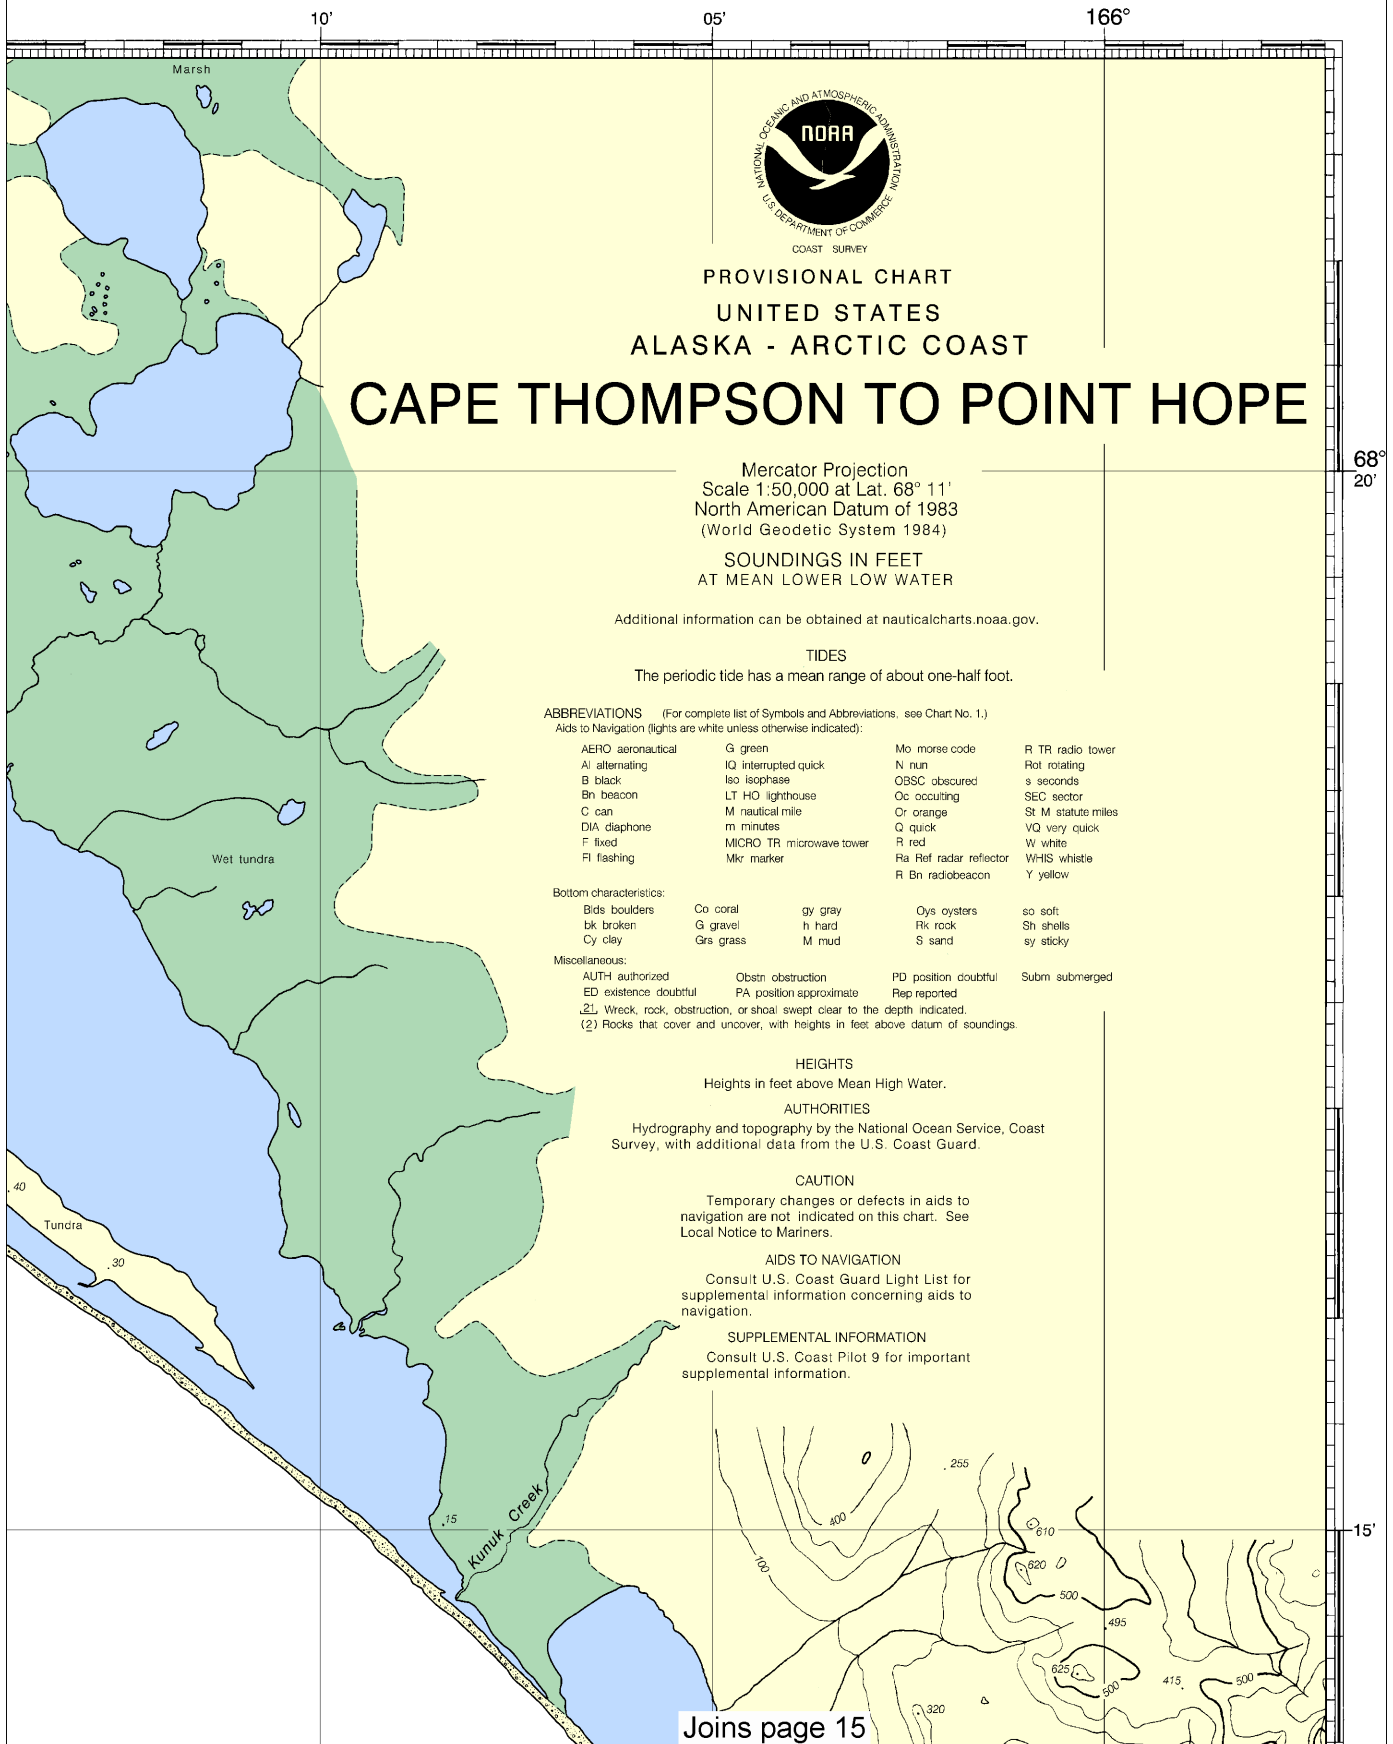 10'
05'
166°
Marsh
NATIONAL OCEANIC AND ATMOSPHERIC ADMINISTRATION
NOAA
U.S. DEPARTMENT OF COMMERCE
COAST SURVEY
PROVISIONAL CHART
UNITED STATES
ALASKA - ARCTIC COAST
CAPE THOMPSON TO POINT HOPE
68°
20'
Mercator Projection
Scale 1:50,000 at Lat. 68° 11'
North American Datum of 1983
(World Geodetic System 1984)
SOUNDINGS IN FEET
AT MEAN LOWER LOW WATER
Additional information can be obtained at nauticalcharts.noaa.gov.
TIDES
The periodic tide has a mean range of about one-half foot.
ABBREVIATIONS (For complete list of Symbols and Abbreviations, see Chart No. 1.)
Aids to Navigation (lights are white unless otherwise indicated):
AERO aeronautical G green Mo morse code R TR radio tower
Al alternating IQ interrupted quick N nun Rot rotating
B black Iso isophase OBSC obscured s seconds
Bn beacon LT HO lighthouse Oc occulting SEC sector
C can M nautical mile Or orange St M statute miles
DIA diaphone m minutes Q quick VQ very quick
F fixed MICRO TR microwave tower R red W white
Fl flashing Mkr marker Ra Ref radar reflector WHIS whistle
R Bn radiobeacon Y yellow
Wet tundra
Bottom characteristics:
Blds boulders Co coral gy gray Oys oysters so soft
bk broken G gravel h hard Rk rock Sh shells
Cy clay Grs grass M mud S sand sy sticky
Miscellaneous:
AUTH authorized Obstn obstruction PD position doubtful Subm submerged
ED existence doubtful PA position approximate Rep reported
21, Wreck, rock, obstruction, or shoal swept clear to the depth indicated.
(2) Rocks that cover and uncover, with heights in feet above datum of soundings.
HEIGHTS
Heights in feet above Mean High Water.
AUTHORITIES
Hydrography and topography by the National Ocean Service, Coast
Survey, with additional data from the U.S. Coast Guard.
CAUTION
Temporary changes or defects in aids to
navigation are not indicated on this chart. See
Local Notice to Mariners.
40
Tundra
30
AIDS TO NAVIGATION
Consult U.S. Coast Guard Light List for
supplemental information concerning aids to
navigation.
SUPPLEMENTAL INFORMATION
Consult U.S. Coast Pilot 9 for important
supplemental information.
255
400
15
Kunuk Creek
610
15'
100
620
500
495
625
500
415
500
320
Joins page 15